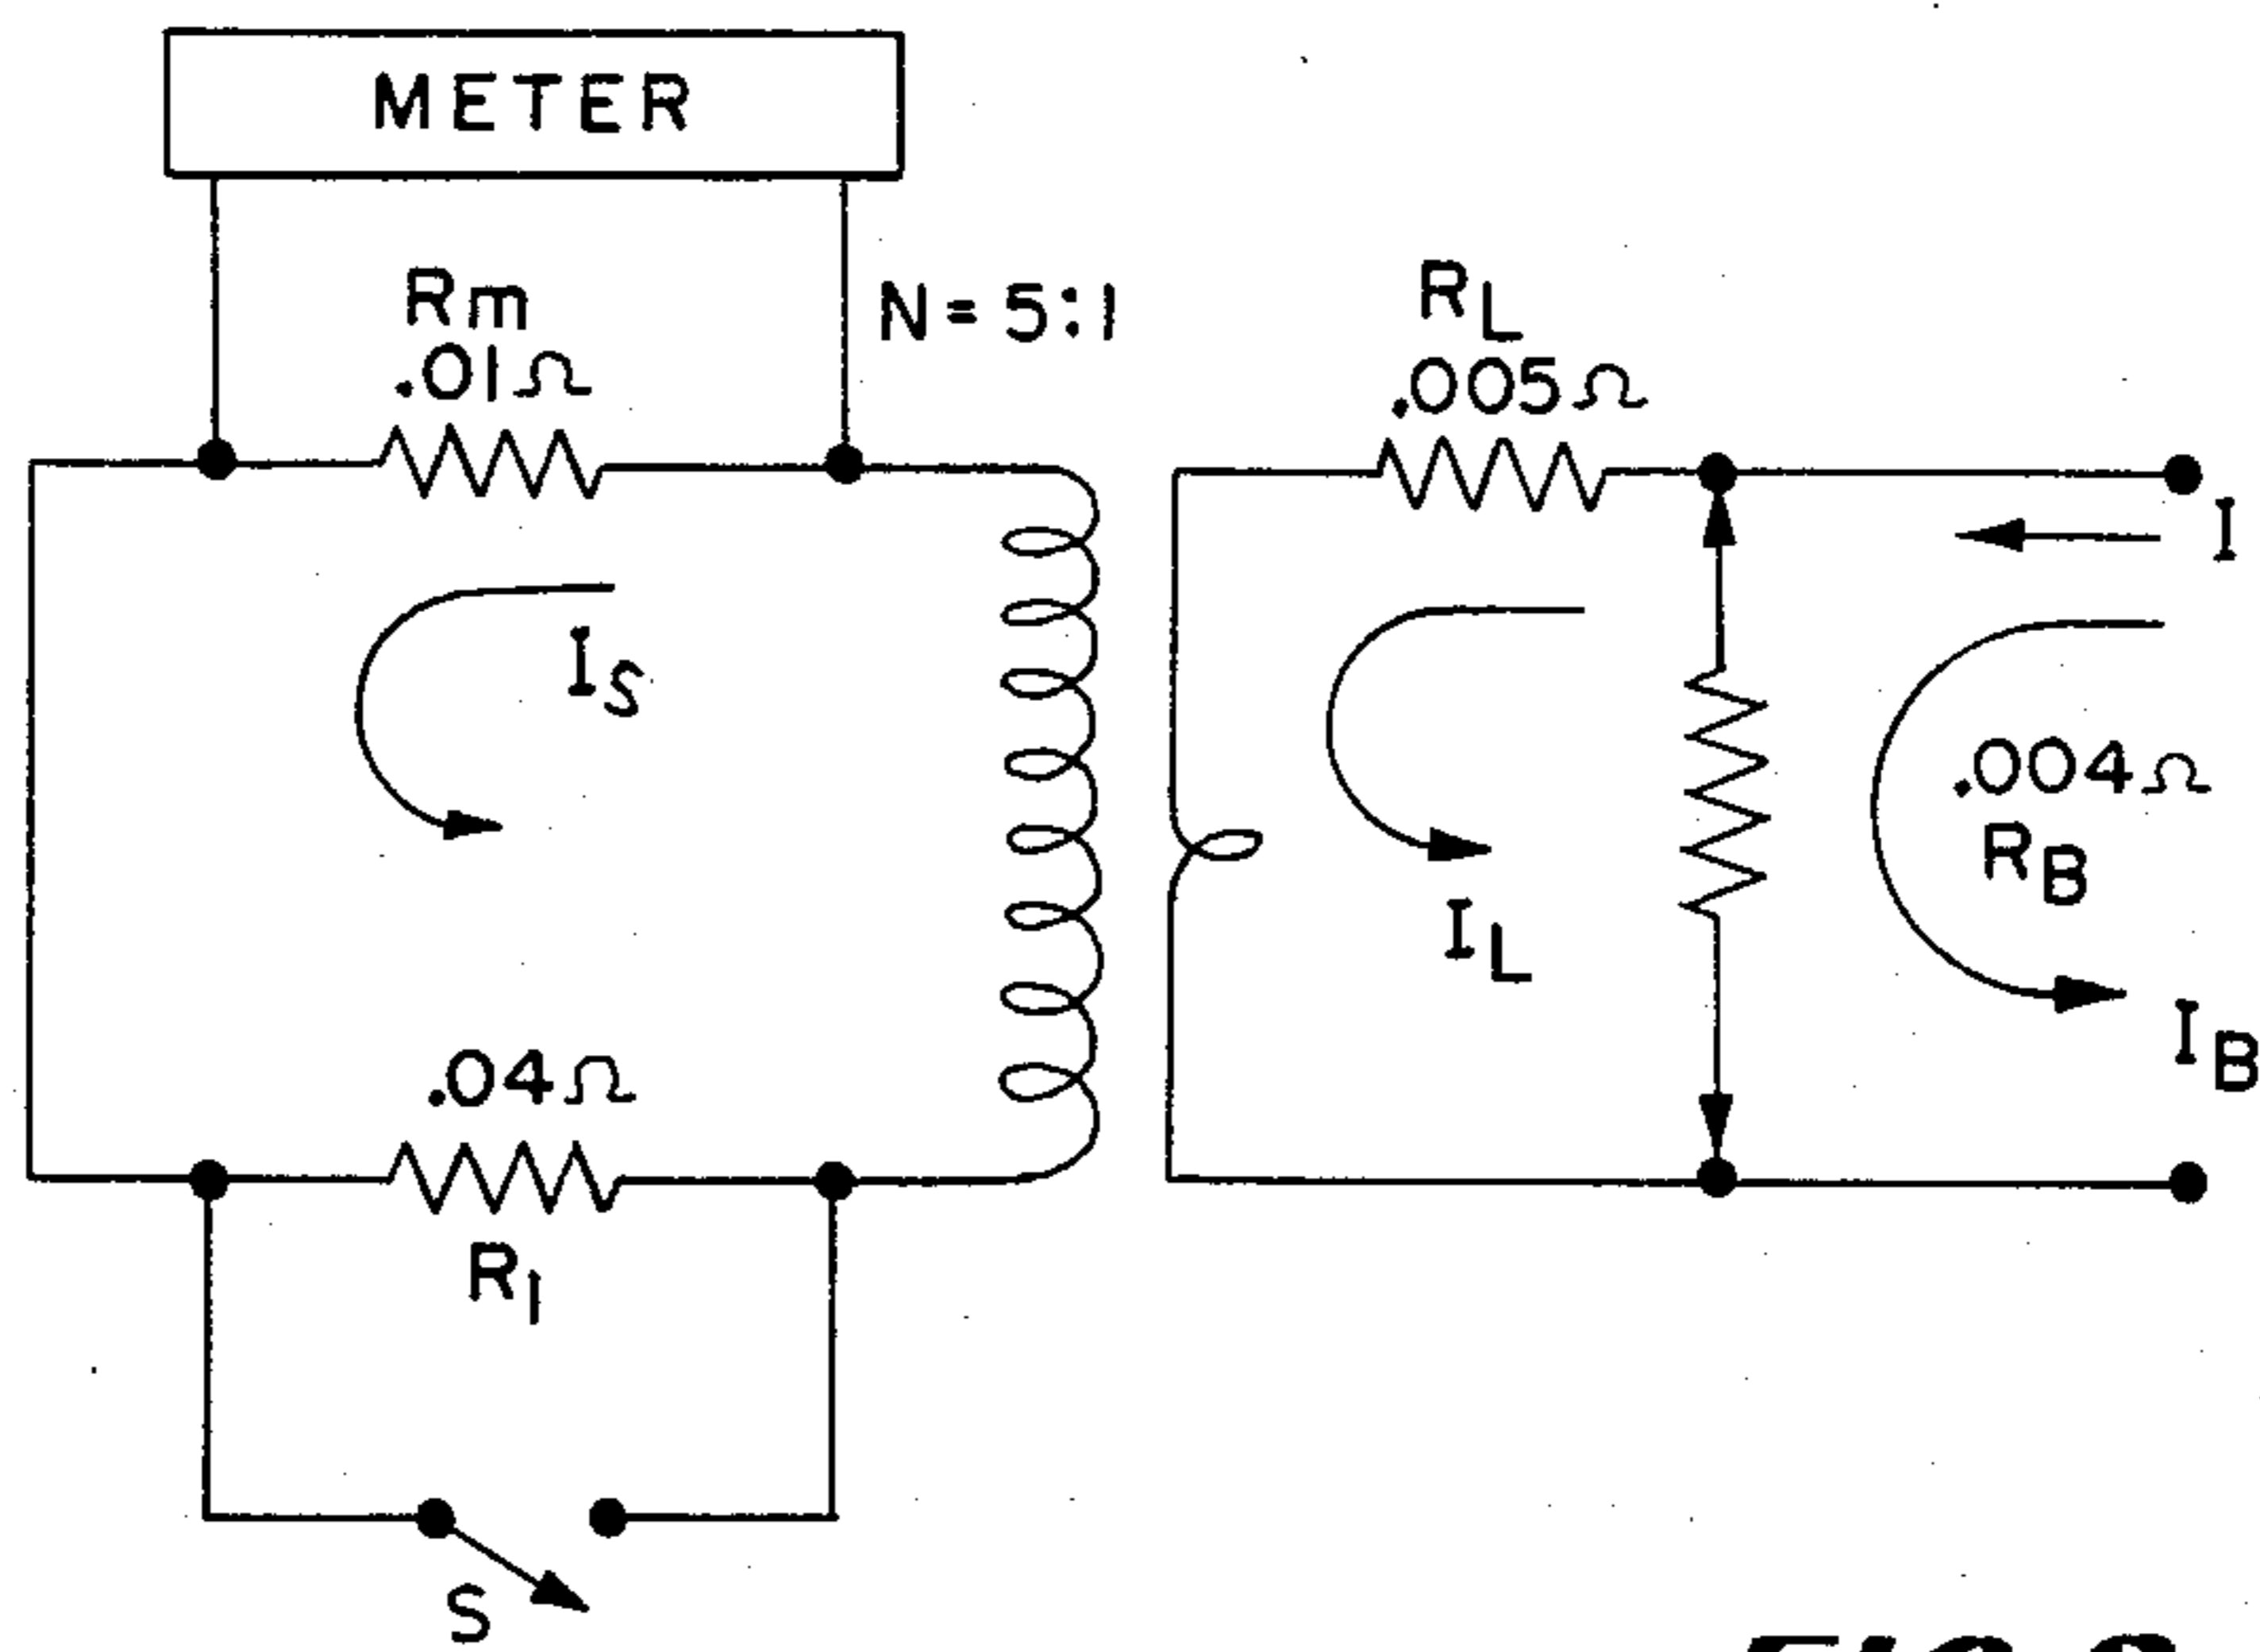 METER
Rm
.01Ω
N=5:1
RL
.005Ω
I
IS
.004Ω
RB
IL
IB
.04Ω
R1
S